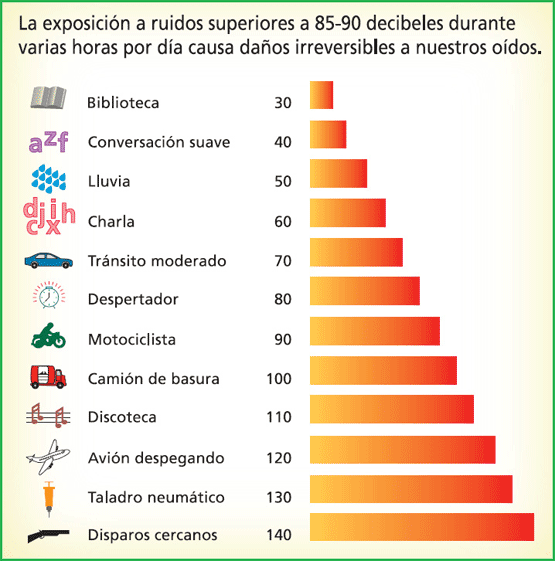 La exposición a ruidos superiores a 85-90 decibeles durante
varias horas por día causa daños irreversibles a nuestros oídos.
Biblioteca 30
azf Conversación suave 40
Lluvia 50
djihcx Charla 60
Tránsito moderado 70
Despertador 80
Motociclista 90
Camión de basura 100
Discoteca 110
Avión despegando 120
Taladro neumático 130
Disparos cercanos 140